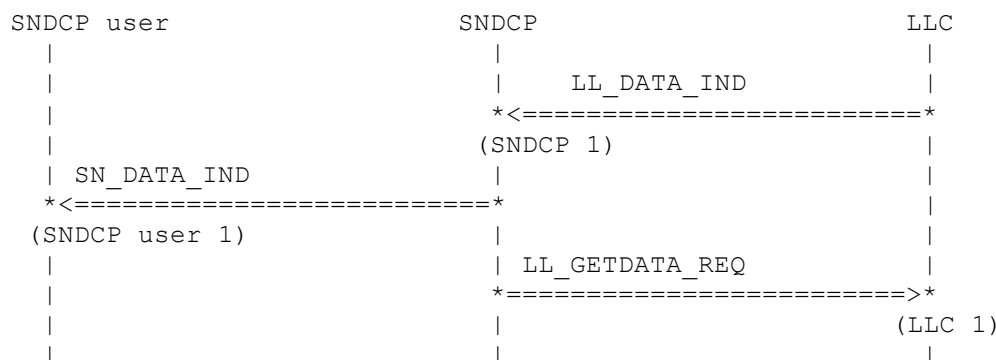 SNDCP user SNDCP LLC
| | |
| | LL_DATA_IND |
| *<=========================*
| (SNDCP 1) |
| SN_DATA_IND | |
*<==========================* |
(SNDCP user 1) | |
| | LL_GETDATA_REQ |
| *=========================>*
| | (LLC 1)
| | |